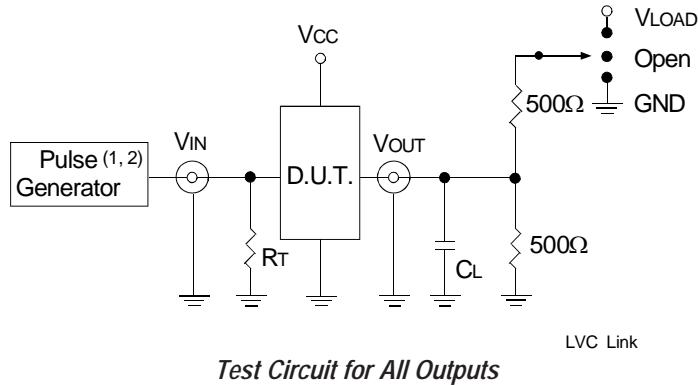 VLOAD
VCC
Open
GND
500Ω
VIN
VOUT
Pulse (1, 2)
Generator
D.U.T.
500Ω
RT
CL
LVC Link
Test Circuit for All Outputs